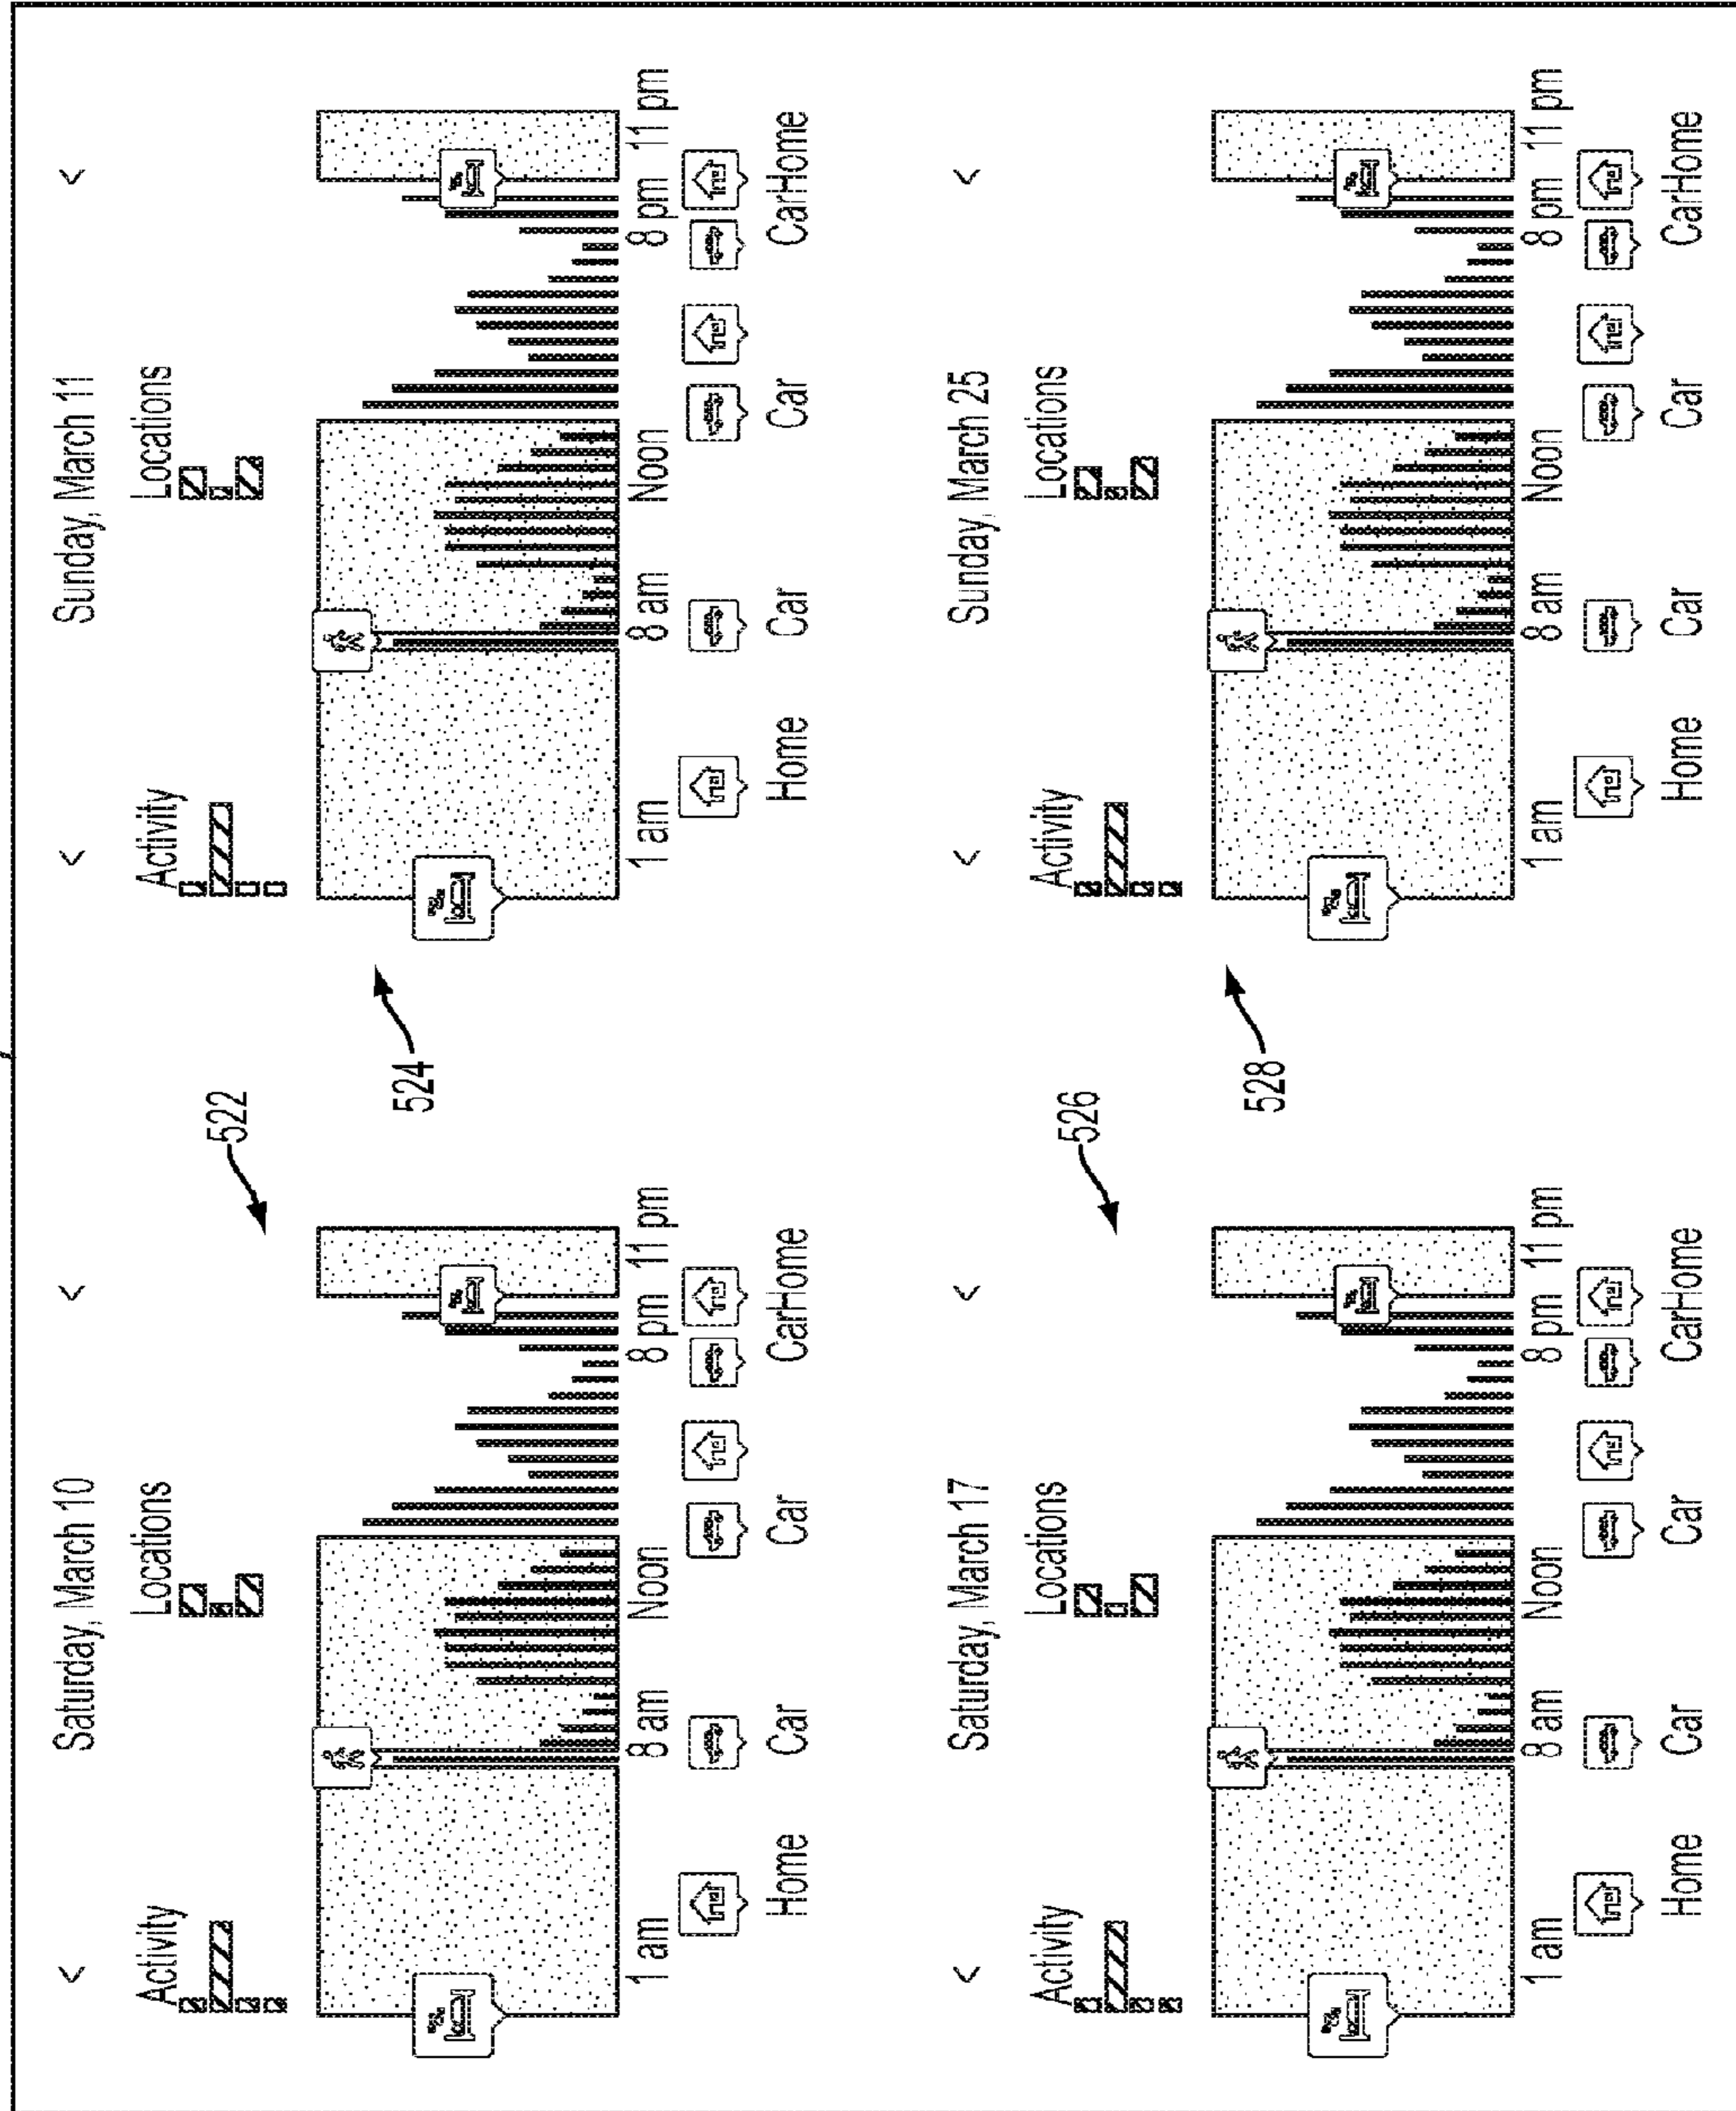 Saturday, March 10
Activity
Locations
1 am 8 am Noon 8 pm 11 pm
Home Car Car CarHome
522
Sunday, March 11
Activity
Locations
1 am 8 am Noon 8 pm 11 pm
Home Car Car CarHome
524
Saturday, March 17
Activity
Locations
1 am 8 am Noon 8 pm 11 pm
Home Car Car CarHome
526
Sunday, March 25
Activity
Locations
1 am 8 am Noon 8 pm 11 pm
Home Car Car CarHome
528